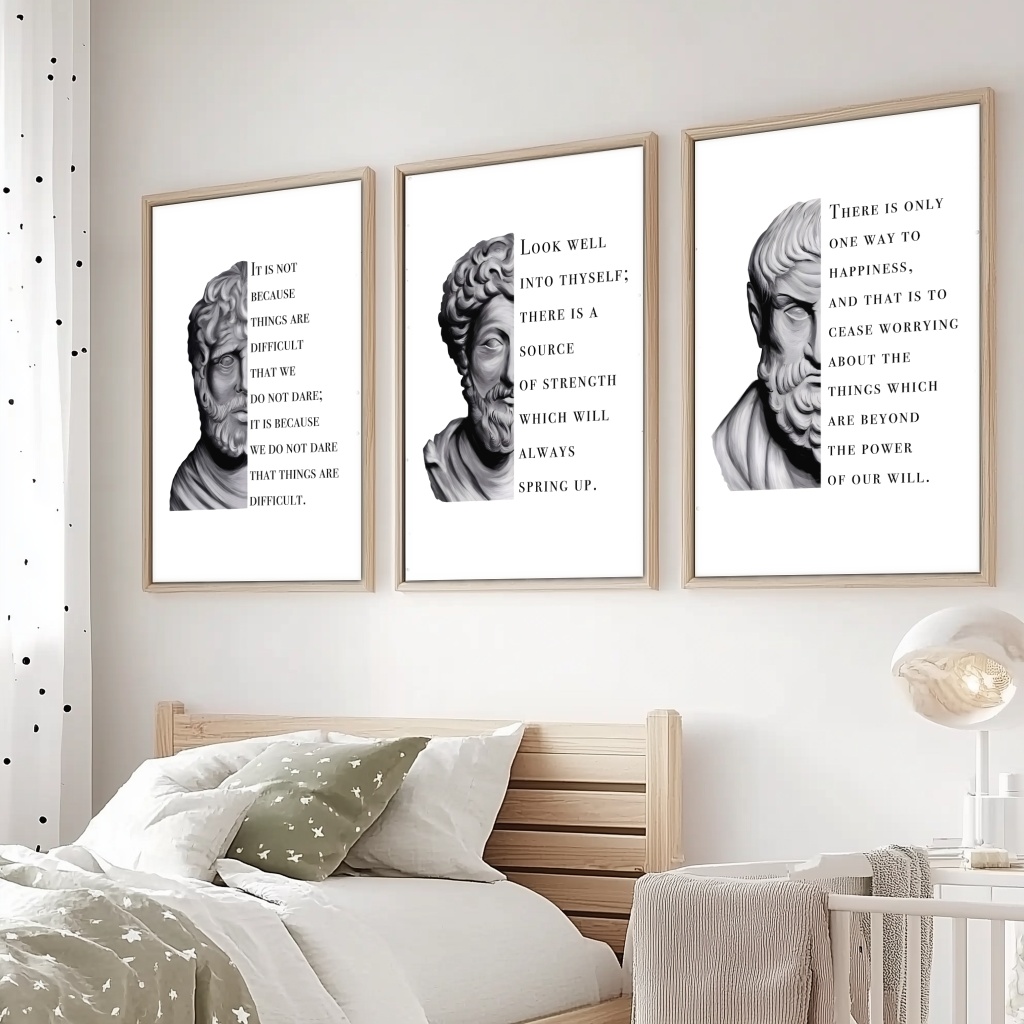 It is not
because
things are
difficult
that we
do not dare;
it is because
we do not dare
that things are
difficult.
Look well
into thyself;
there is a
source
of strength
which will
always
spring up.
There is only
one way to
happiness,
and that is to
cease worrying
about the
things which
are beyond
the power
of our will.